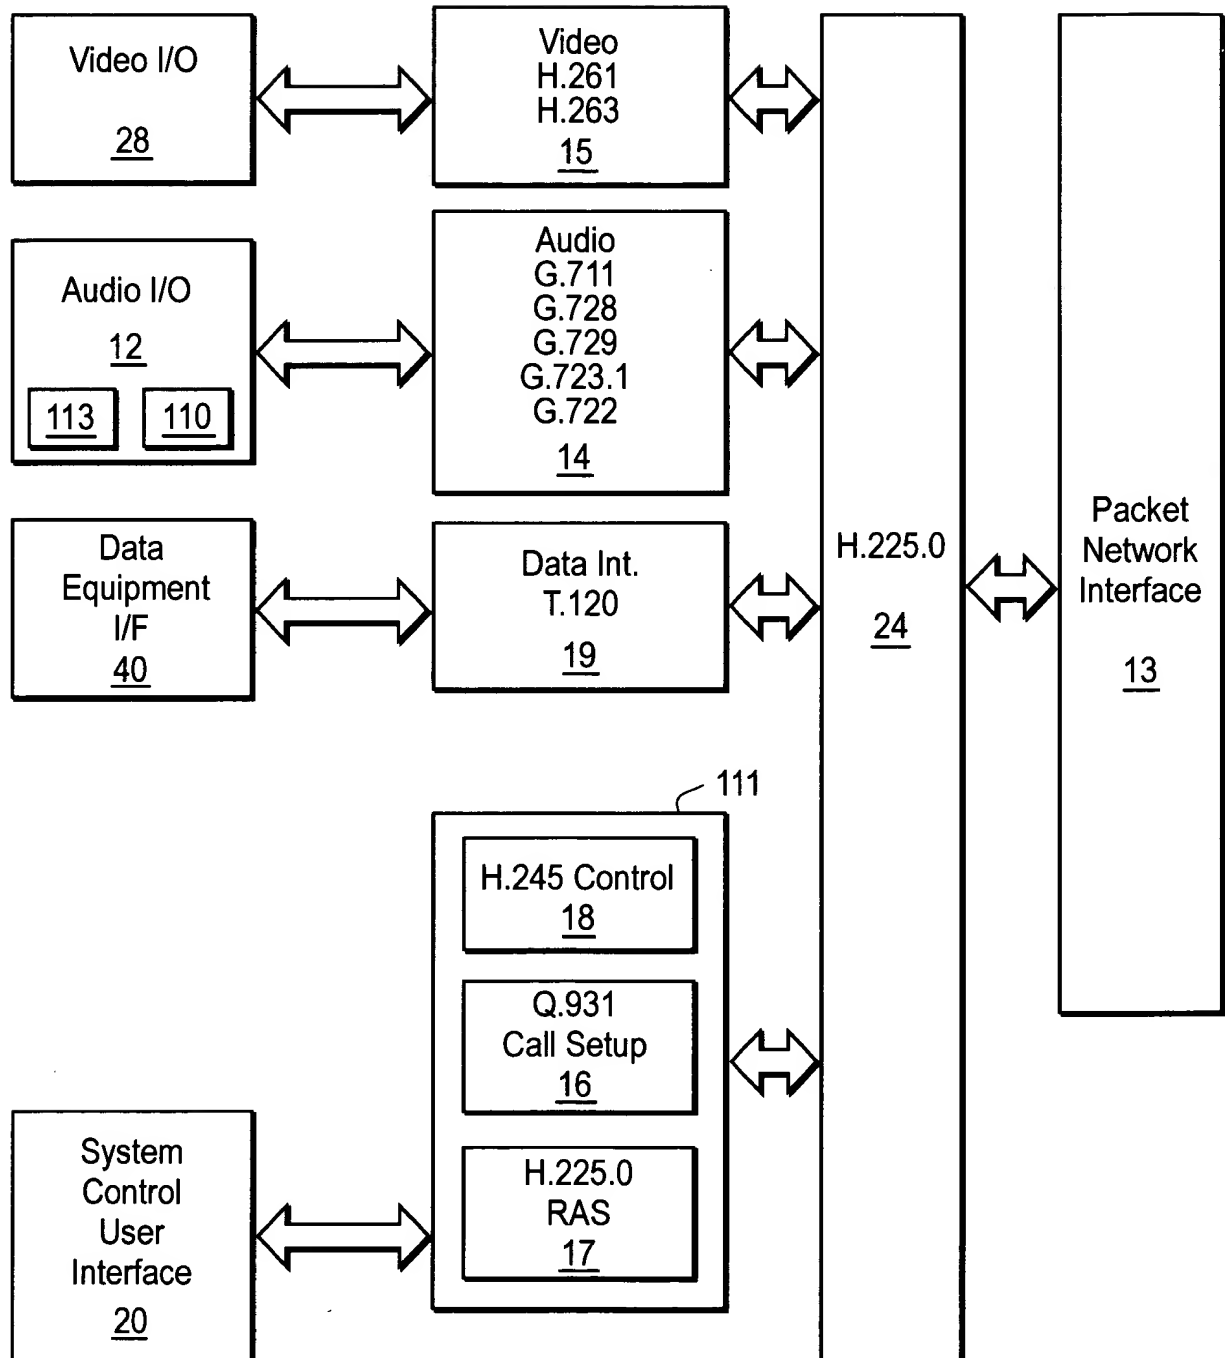 Video I/O
28
Video
H.261
H.263
15
Audio I/O
12
113
110
Audio
G.711
G.728
G.729
G.723.1
G.722
14
Data
Equipment
I/F
40
Data Int.
T.120
19
H.225.0
24
Packet
Network
Interface
13
111
H.245 Control
18
Q.931
Call Setup
16
H.225.0
RAS
17
System
Control
User
Interface
20